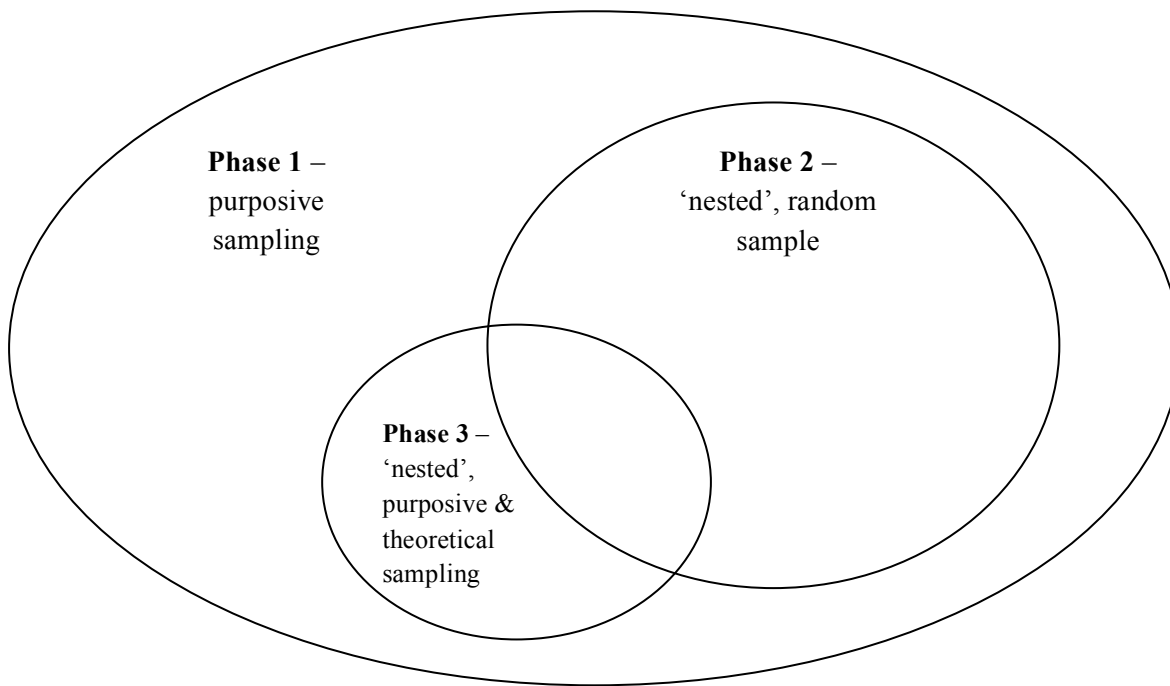 Phase 1 –
purposive
sampling
Phase 2 –
‘nested’, random
sample
Phase 3 –
‘nested’,
purposive &
theoretical
sampling